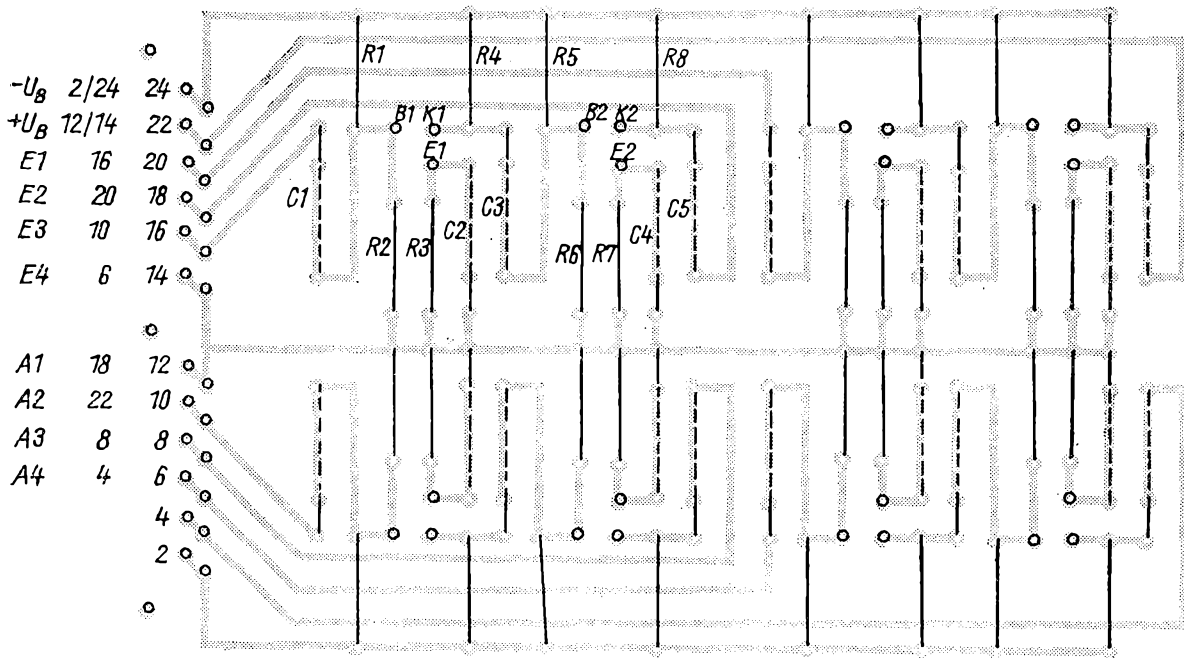 R1 R4 R5 R8
-U_B 2/24 24
+U_B 12/14 22
B1 K1 B2 K2
E1 16 20
E1 E2
E2 20 18
C1 C3 C5
E3 10 16
R2 R3 C2 R6 R7 C4
E4 6 14
A1 18 12
A2 22 10
A3 8 8
A4 4 6
4
2